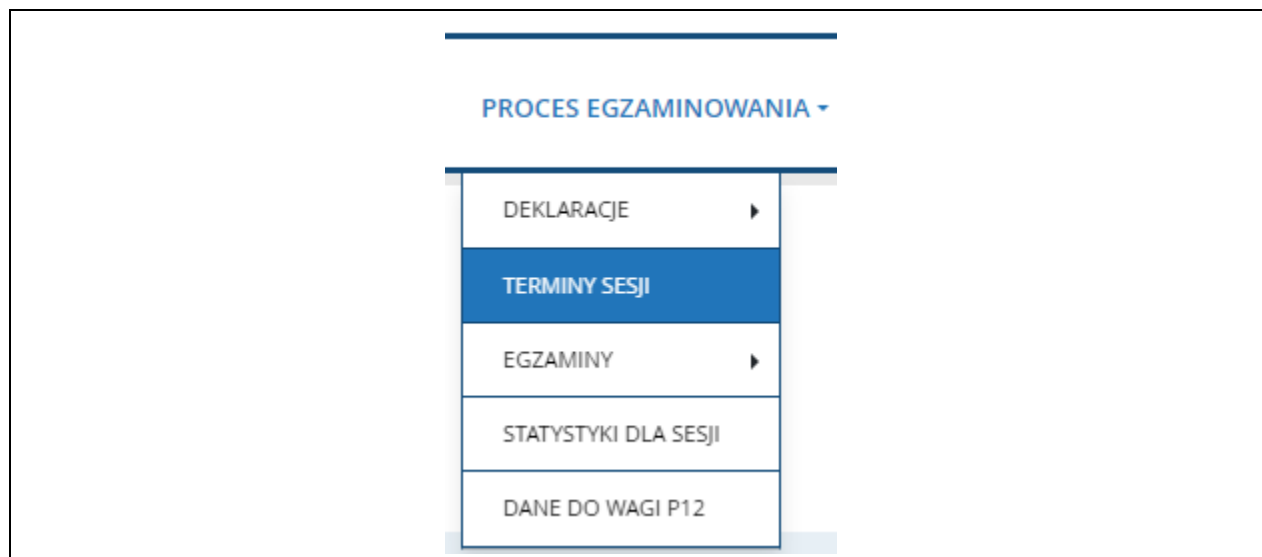 PROCES EGZAMINOWANIA
DEKLARACJE
TERMINY SESJI
EGZAMINY
STATYSTYKI DLA SESJI
DANE DO WAGI P12